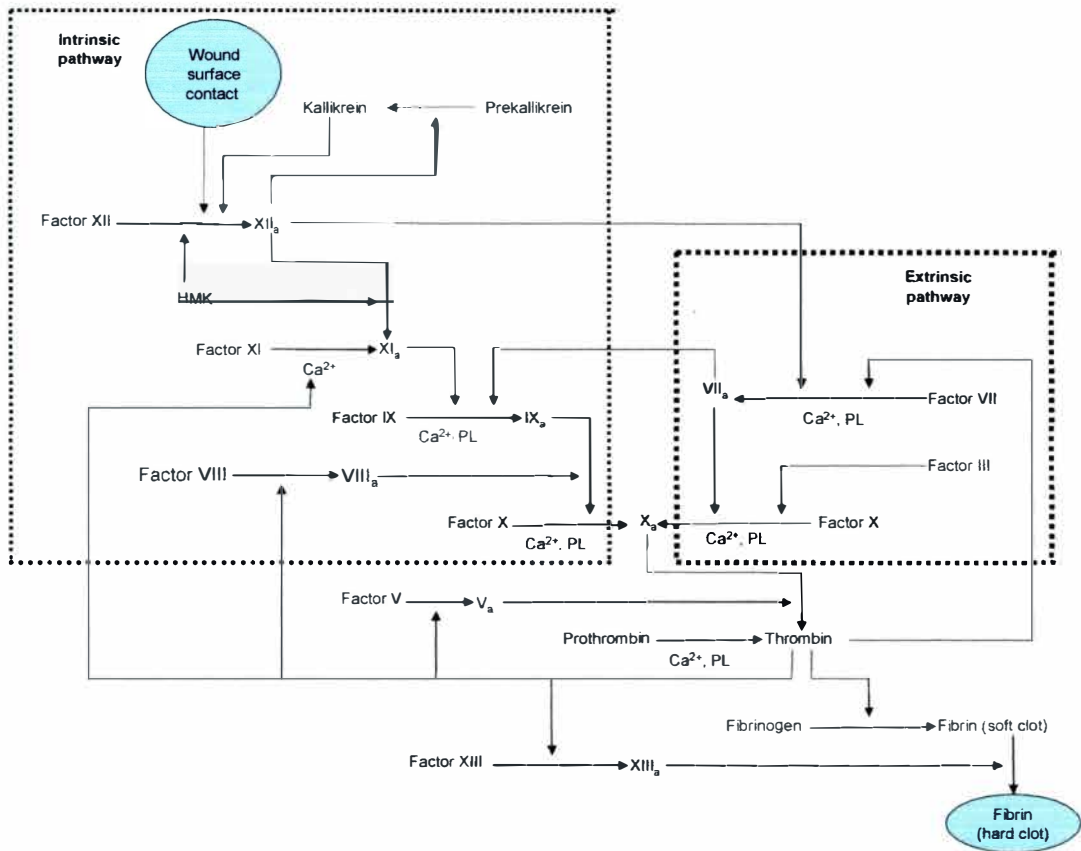 Intrinsic
pathway
Wound
surface
contact
Kallikrein
Prekallikrein
Factor XII
XIIₐ
HMK
Extrinsic
pathway
Factor XI
XIₐ
Ca²⁺
VIIₐ
Factor VII
Ca²⁺, PL
Factor IX
IXₐ
Ca²⁺, PL
Factor III
Factor VIII
VIIIₐ
Factor X
Xₐ
Factor X
Ca²⁺, PL
Ca²⁺, PL
Factor V
Vₐ
Prothrombin
Thrombin
Ca²⁺, PL
Fibrinogen
Fibrin (soft clot)
Factor XIII
XIIIₐ
Fibrin
(hard clot)